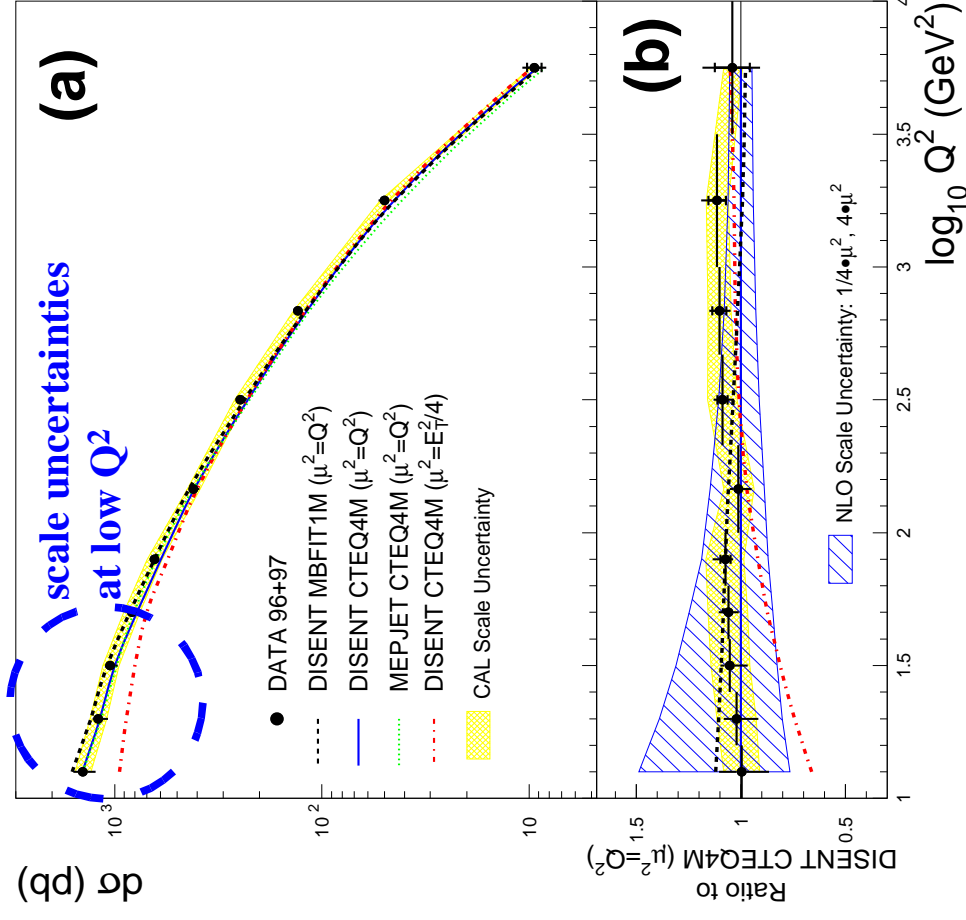 (a)
scale uncertainties
at low Q²
dσ (pb)
10³
10²
10
DATA 96+97
DISENT MBFIT1M (μ²=Q²)
DISENT CTEQ4M (μ²=Q²)
MEPJET CTEQ4M (μ²=Q²)
DISENT CTEQ4M (μ²=E_T²/4)
CAL Scale Uncertainty
(b)
Ratio to
DISENT CTEQ4M (μ²=Q²)
1.5
1
0.5
NLO Scale Uncertainty: 1/4•μ², 4•μ²
1 1.5 2 2.5 3 3.5 4
log₁₀ Q² (GeV²)